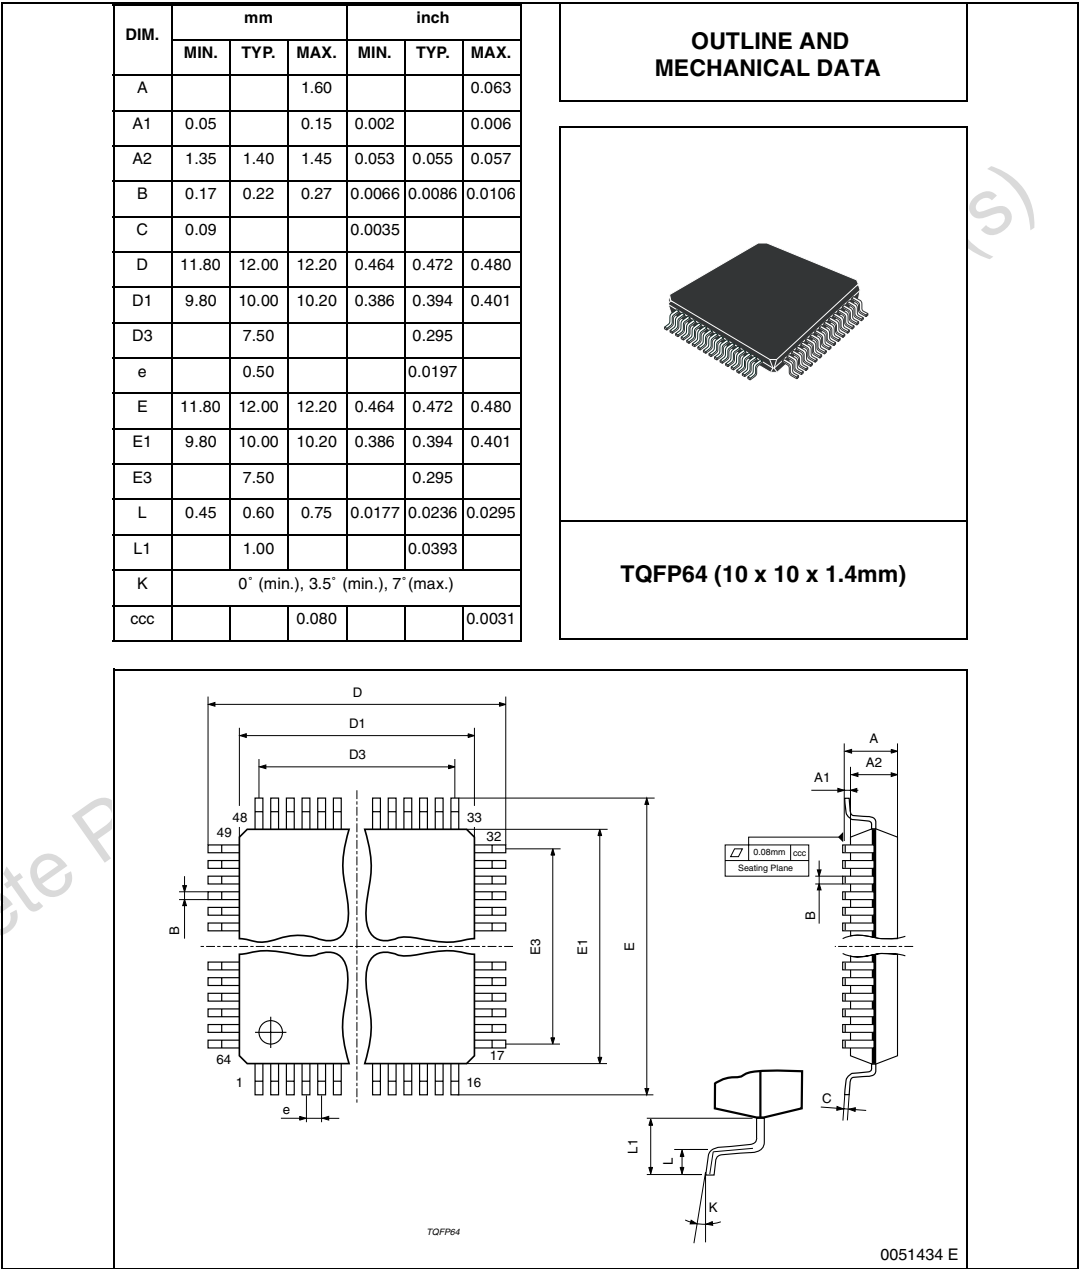 DIM. mm inch
MIN. TYP. MAX. MIN. TYP. MAX.
A 1.60 0.063
A1 0.05 0.15 0.002 0.006
A2 1.35 1.40 1.45 0.053 0.055 0.057
B 0.17 0.22 0.27 0.0066 0.0086 0.0106
C 0.09 0.0035
D 11.80 12.00 12.20 0.464 0.472 0.480
D1 9.80 10.00 10.20 0.386 0.394 0.401
D3 7.50 0.295
e 0.50 0.0197
E 11.80 12.00 12.20 0.464 0.472 0.480
E1 9.80 10.00 10.20 0.386 0.394 0.401
E3 7.50 0.295
L 0.45 0.60 0.75 0.0177 0.0236 0.0295
L1 1.00 0.0393
K 0˚ (min.), 3.5˚ (min.), 7˚(max.)
ccc 0.080 0.0031
OUTLINE AND
MECHANICAL DATA
TQFP64 (10 x 10 x 1.4mm)
D
D1
D3
A
A2
A1
48
33
49
32
0.08mm ccc
Seating Plane
B
B
E3
E1
E
64
17
1
16
e
C
L1
L
K
TQFP64
0051434 E
(s)
ete P